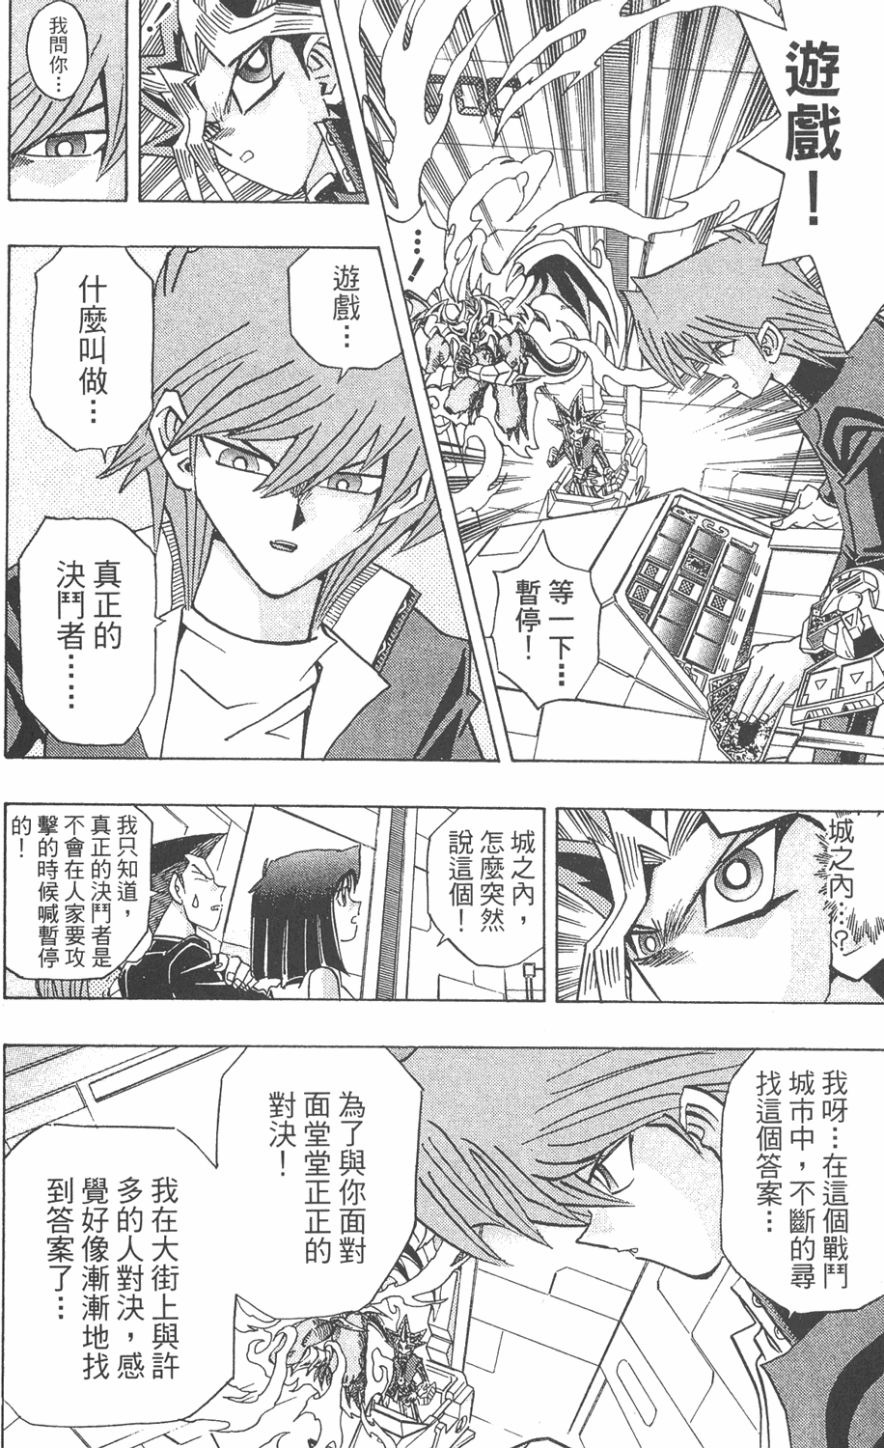 遊戲！
…！
等一下…
暫停！
！
我問你…
遊戲…
什麼叫做…
真正的
決鬥者……
城之內…？
城之內，
怎麼突然
說這個！
我只知道，
真正的決鬥者是
不會在人家要攻
擊的時候喊暫停
的！
我呀…在這個戰鬥
城市中，不斷的尋
找這個答案…
為了與你面對
面堂堂正正的
對決！
我在大街上與許
多的人對決，感
覺好像漸漸地找
到答案了…